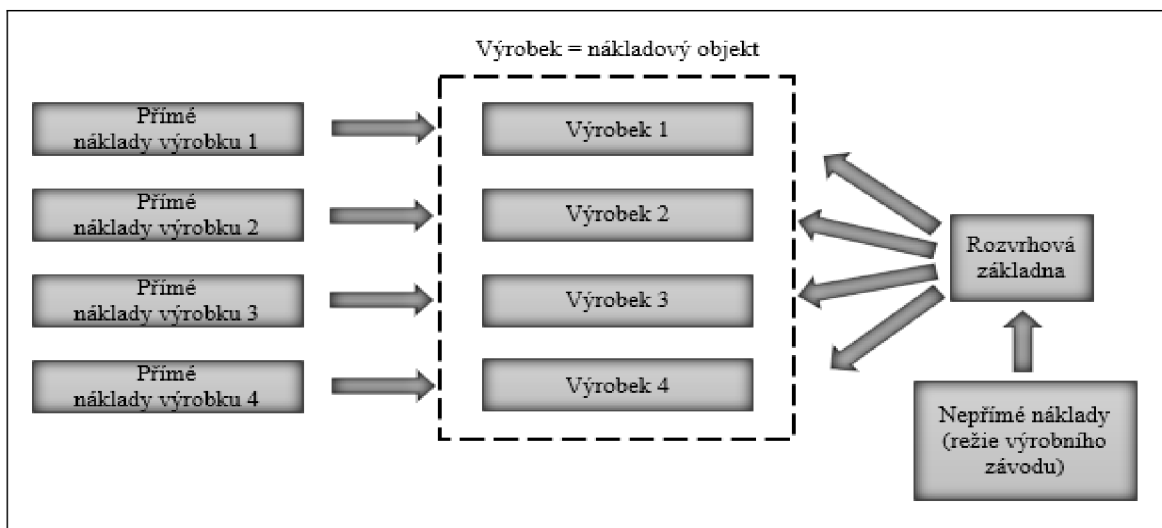 Výrobek = nákladový objekt
Přímé
náklady výrobku 1
Výrobek 1
Přímé
náklady výrobku 2
Výrobek 2
Přímé
náklady výrobku 3
Výrobek 3
Přímé
náklady výrobku 4
Výrobek 4
Rozvrhová
základna
Nepřímé náklady
(režie výrobního
závodu)